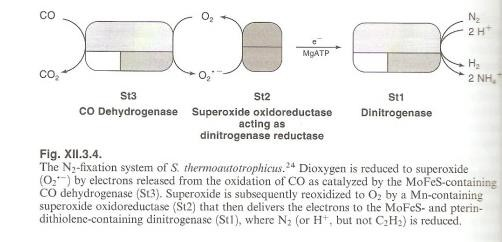 CO
O₂
N₂
2 H⁺
e⁻
MgATP
H₂
2 NH₄
CO₂
O₂•⁻
St3
St2
St1
CO Dehydrogenase
Superoxide oxidoreductase
Dinitrogenase
acting as
dinitrogenase reductase
Fig. XII.3.4.
The N₂-fixation system of S. thermoautotrophicus.²⁴ Dioxygen is reduced to superoxide
(O₂•⁻) by electrons released from the oxidation of CO as catalyzed by the MoFeS-containing
CO dehydrogenase (St3). Superoxide is subsequently reoxidized to O₂ by a Mn-containing
superoxide oxidoreductase (St2) that then delivers the electrons to the MoFeS- and pterin-
dithiolene-containing dinitrogenase (St1), where N₂ (or H⁺, but not C₂H₂) is reduced.